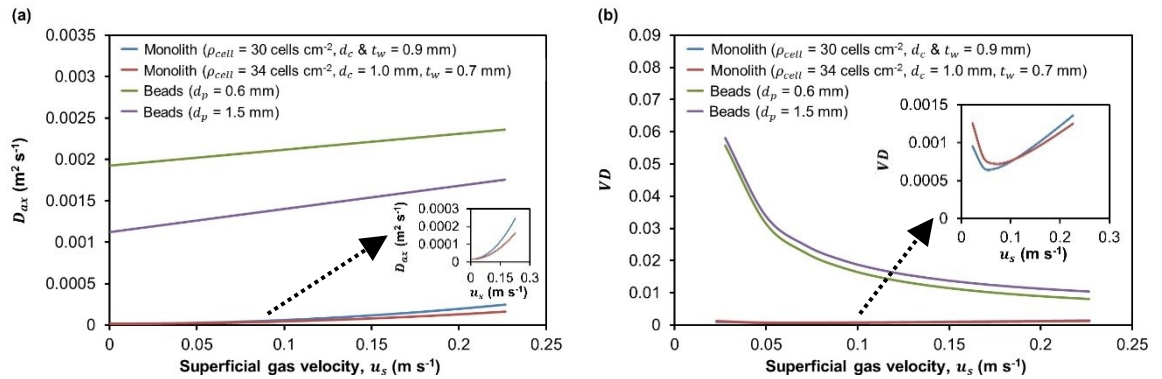 (a)
0.0035
0.003
0.0025
0.002
0.0015
0.001
0.0005
0
D_ax (m² s⁻¹)
Monolith (ρ_cell = 30 cells cm⁻², d_c & t_w = 0.9 mm)
Monolith (ρ_cell = 34 cells cm⁻², d_c = 1.0 mm, t_w = 0.7 mm)
Beads (d_p = 0.6 mm)
Beads (d_p = 1.5 mm)
0.0003
0.0002
0.0001
0
D_ax (m² s⁻¹)
0 0.15 0.3
u_s (m s⁻¹)
0 0.05 0.1 0.15 0.2 0.25
Superficial gas velocity, u_s (m s⁻¹)
(b)
0.09
0.08
0.07
0.06
0.05
0.04
0.03
0.02
0.01
0
VD
Monolith (ρ_cell = 30 cells cm⁻², d_c & t_w = 0.9 mm)
Monolith (ρ_cell = 34 cells cm⁻², d_c = 1.0 mm, t_w = 0.7 mm)
Beads (d_p = 0.6 mm)
Beads (d_p = 1.5 mm)
0.0015
0.001
0.0005
0
VD
0 0.1 0.2 0.3
u_s (m s⁻¹)
0 0.05 0.1 0.15 0.2 0.25
Superficial gas velocity, u_s (m s⁻¹)